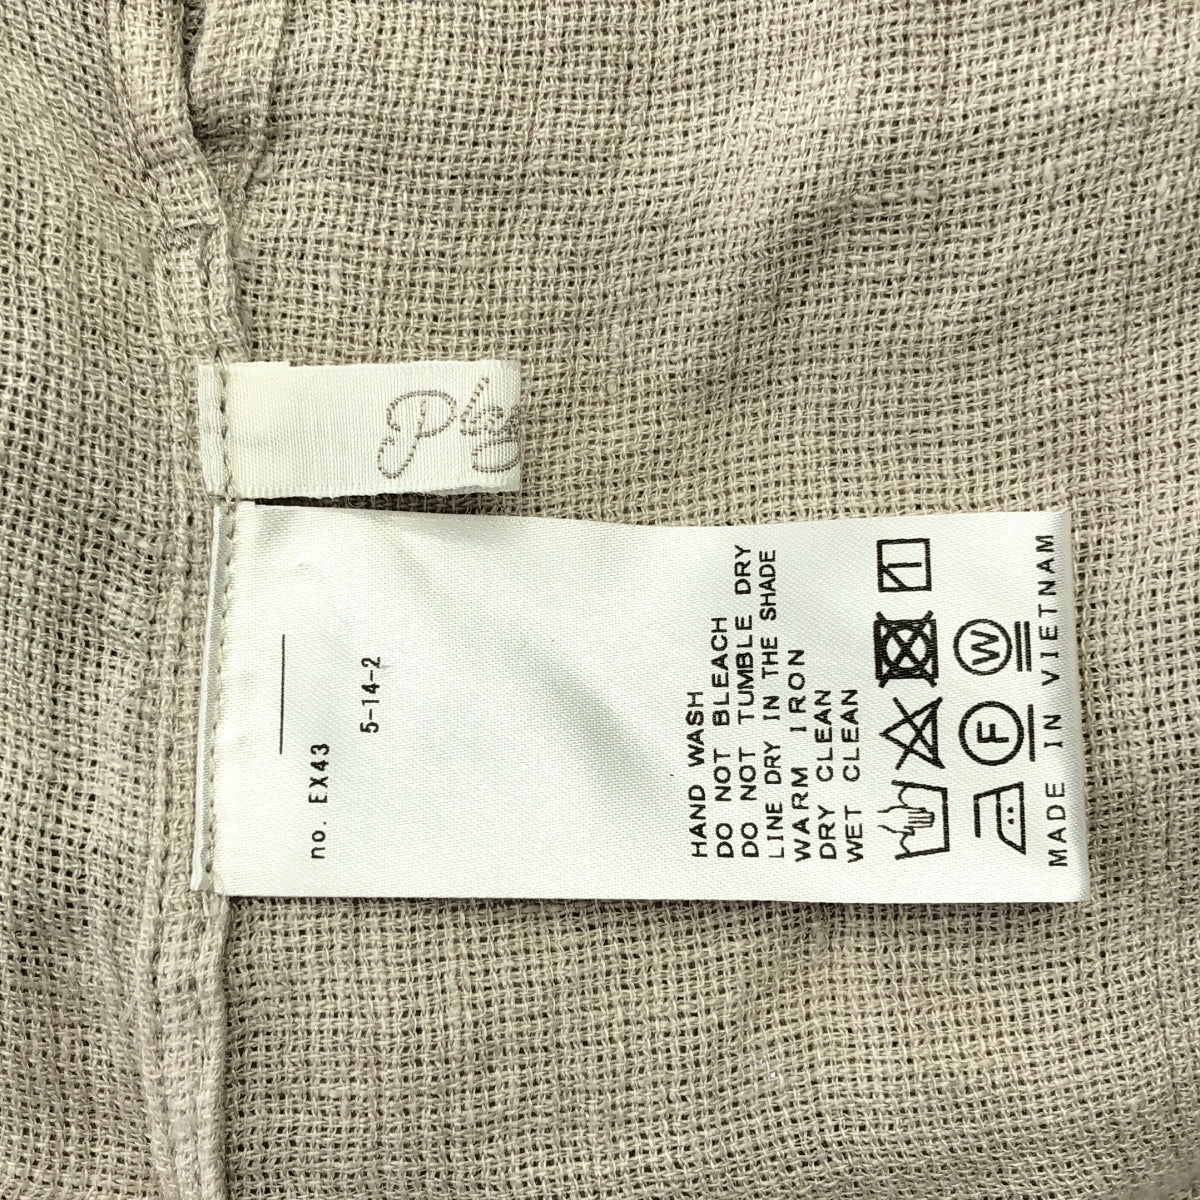 no. EX43
5-14-2
HAND WASH
DO NOT BLEACH
DO NOT TUMBLE DRY
LINE DRY IN THE SHADE
WARM IRON
DRY CLEAN
WET CLEAN
F W
MADE IN VIETNAM